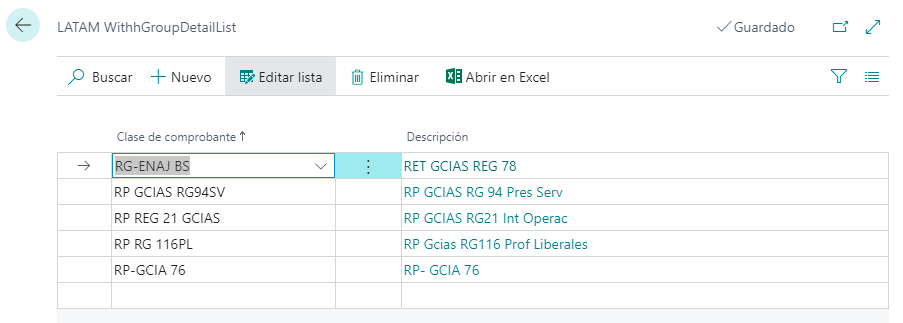 LATAM WithhGroupDetailList
Guardado
Buscar Nuevo Editar lista Eliminar Abrir en Excel
Clase de comprobante Descripción
RG-ENAJ BS RET GCIAS REG 78
RP GCIAS RG94SV RP GCIAS RG 94 Pres Serv
RP REG 21 GCIAS RP GCIAS RG21 Int Operac
RP RG 116PL RP Gcias RG116 Prof Liberales
RP-GCIA 76 RP- GCIA 76